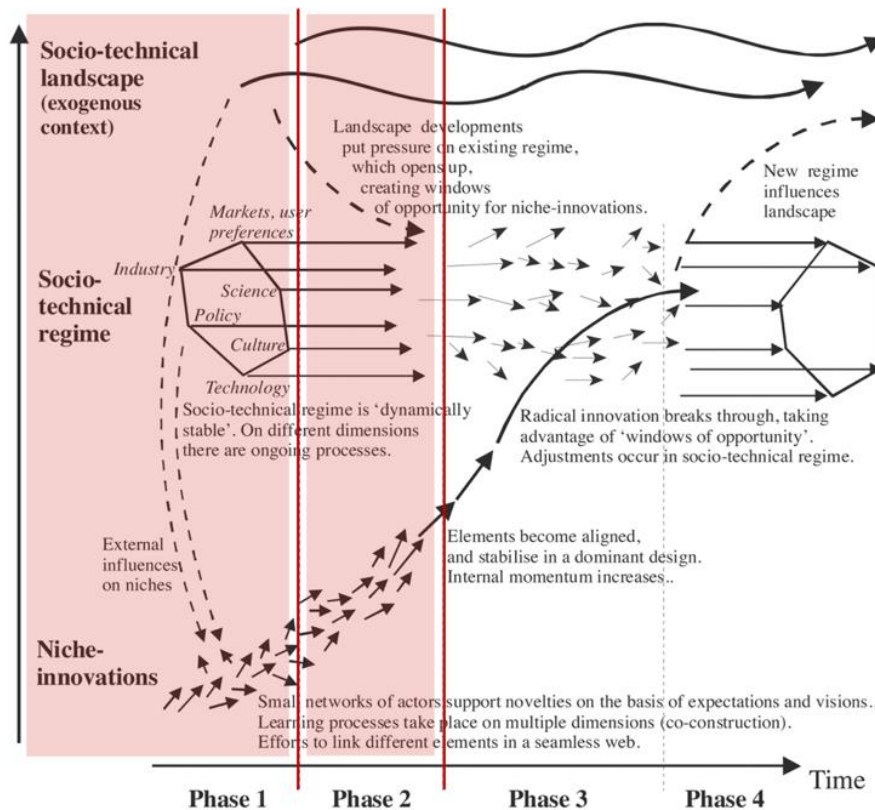 Socio-technical
landscape
(exogenous
context)
Landscape developments
put pressure on existing regime,
which opens up,
creating windows
of opportunity for niche-innovations.
New regime
influences
landscape
Markets, user
preferences
Industry
Science
Policy
Culture
Technology
Socio-
technical
regime
Socio-technical regime is ‘dynamically
stable’. On different dimensions
there are ongoing processes.
Radical innovation breaks through, taking
advantage of ‘windows of opportunity’.
Adjustments occur in socio-technical regime.
External
influences
on niches
Elements become aligned,
and stabilise in a dominant design.
Internal momentum increases..
Niche-
innovations
Small networks of actors support novelties on the basis of expectations and visions..
Learning processes take place on multiple dimensions (co-construction).
Efforts to link different elements in a seamless web.
Time
Phase 1
Phase 2
Phase 3
Phase 4